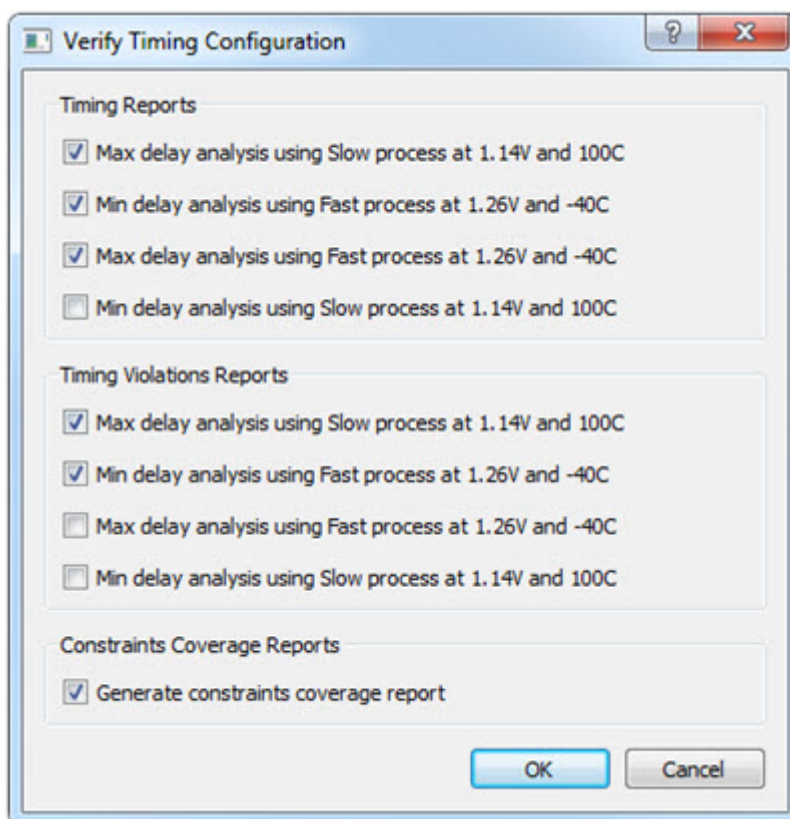 Verify Timing Configuration
?
Timing Reports
Max delay analysis using Slow process at 1.14V and 100C
Min delay analysis using Fast process at 1.26V and -40C
Max delay analysis using Fast process at 1.26V and -40C
Min delay analysis using Slow process at 1.14V and 100C
Timing Violations Reports
Max delay analysis using Slow process at 1.14V and 100C
Min delay analysis using Fast process at 1.26V and -40C
Max delay analysis using Fast process at 1.26V and -40C
Min delay analysis using Slow process at 1.14V and 100C
Constraints Coverage Reports
Generate constraints coverage report
OK Cancel